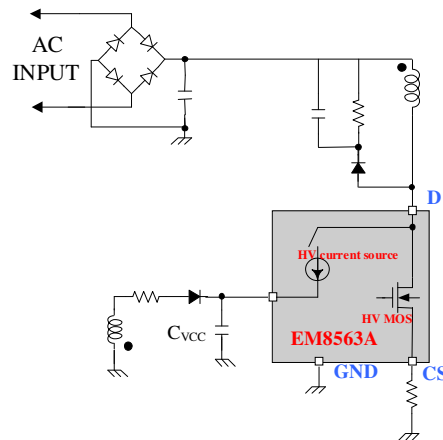 AC
INPUT
D
HV current source
HV MOS
CVCC
EM8563A
GND
CS